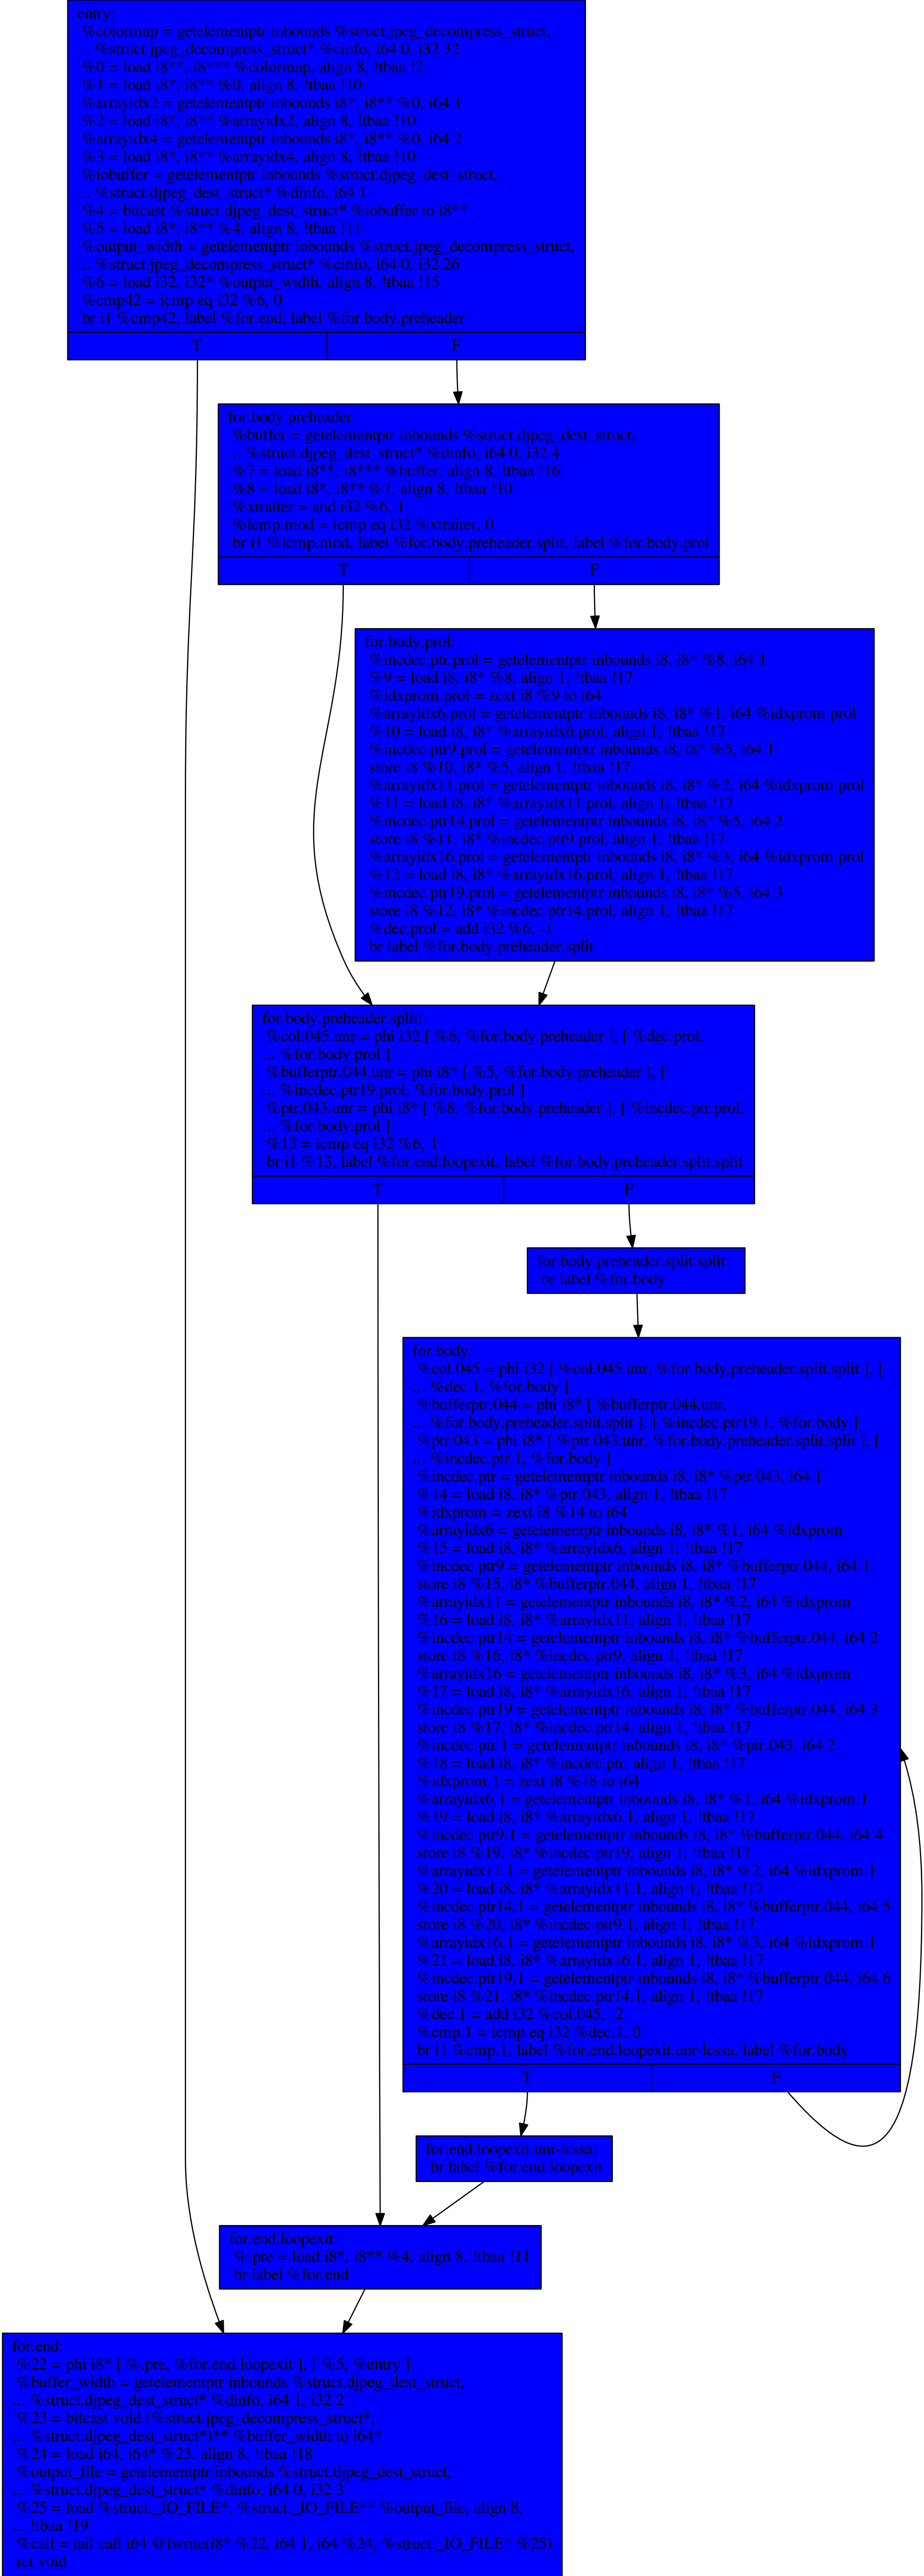 entry:
%colormap = getelementptr inbounds %struct.jpeg_decompress_struct,
... %struct.jpeg_decompress_struct* %cinfo, i64 0, i32 32
%0 = load i8**, i8*** %colormap, align 8, !tbaa !2
%1 = load i8*, i8** %0, align 8, !tbaa !10
%arrayidx2 = getelementptr inbounds i8*, i8** %0, i64 1
%2 = load i8*, i8** %arrayidx2, align 8, !tbaa !10
%arrayidx4 = getelementptr inbounds i8*, i8** %0, i64 2
%3 = load i8*, i8** %arrayidx4, align 8, !tbaa !10
%iobuffer = getelementptr inbounds %struct.djpeg_dest_struct,
... %struct.djpeg_dest_struct* %dinfo, i64 1
%4 = bitcast %struct.djpeg_dest_struct* %iobuffer to i8**
%5 = load i8*, i8** %4, align 8, !tbaa !11
%output_width = getelementptr inbounds %struct.jpeg_decompress_struct,
... %struct.jpeg_decompress_struct* %cinfo, i64 0, i32 26
%6 = load i32, i32* %output_width, align 8, !tbaa !15
%cmp42 = icmp eq i32 %6, 0
br i1 %cmp42, label %for.end, label %for.body.preheader
T F
for.body.preheader:
%buffer = getelementptr inbounds %struct.djpeg_dest_struct,
... %struct.djpeg_dest_struct* %dinfo, i64 0, i32 4
%7 = load i8**, i8*** %buffer, align 8, !tbaa !16
%8 = load i8*, i8** %7, align 8, !tbaa !10
%xtraiter = and i32 %6, 1
%lcmp.mod = icmp eq i32 %xtraiter, 0
br i1 %lcmp.mod, label %for.body.preheader.split, label %for.body.prol
T F
for.body.prol:
%incdec.ptr.prol = getelementptr inbounds i8, i8* %8, i64 1
%9 = load i8, i8* %8, align 1, !tbaa !17
%idxprom.prol = zext i8 %9 to i64
%arrayidx6.prol = getelementptr inbounds i8, i8* %1, i64 %idxprom.prol
%10 = load i8, i8* %arrayidx6.prol, align 1, !tbaa !17
%incdec.ptr9.prol = getelementptr inbounds i8, i8* %5, i64 1
store i8 %10, i8* %5, align 1, !tbaa !17
%arrayidx11.prol = getelementptr inbounds i8, i8* %2, i64 %idxprom.prol
%11 = load i8, i8* %arrayidx11.prol, align 1, !tbaa !17
%incdec.ptr14.prol = getelementptr inbounds i8, i8* %5, i64 2
store i8 %11, i8* %incdec.ptr9.prol, align 1, !tbaa !17
%arrayidx16.prol = getelementptr inbounds i8, i8* %3, i64 %idxprom.prol
%12 = load i8, i8* %arrayidx16.prol, align 1, !tbaa !17
%incdec.ptr19.prol = getelementptr inbounds i8, i8* %5, i64 3
store i8 %12, i8* %incdec.ptr14.prol, align 1, !tbaa !17
%dec.prol = add i32 %6, -1
br label %for.body.preheader.split
for.body.preheader.split:
%col.045.unr = phi i32 [ %6, %for.body.preheader ], [ %dec.prol,
... %for.body.prol ]
%bufferptr.044.unr = phi i8* [ %5, %for.body.preheader ], [
... %incdec.ptr19.prol, %for.body.prol ]
%ptr.043.unr = phi i8* [ %8, %for.body.preheader ], [ %incdec.ptr.prol,
... %for.body.prol ]
%13 = icmp eq i32 %6, 1
br i1 %13, label %for.end.loopexit, label %for.body.preheader.split.split
T F
for.body.preheader.split.split:
br label %for.body
for.body:
%col.045 = phi i32 [ %col.045.unr, %for.body.preheader.split.split ], [
... %dec.1, %for.body ]
%bufferptr.044 = phi i8* [ %bufferptr.044.unr,
... %for.body.preheader.split.split ], [ %incdec.ptr19.1, %for.body ]
%ptr.043 = phi i8* [ %ptr.043.unr, %for.body.preheader.split.split ], [
... %incdec.ptr.1, %for.body ]
%incdec.ptr = getelementptr inbounds i8, i8* %ptr.043, i64 1
%14 = load i8, i8* %ptr.043, align 1, !tbaa !17
%idxprom = zext i8 %14 to i64
%arrayidx6 = getelementptr inbounds i8, i8* %1, i64 %idxprom
%15 = load i8, i8* %arrayidx6, align 1, !tbaa !17
%incdec.ptr9 = getelementptr inbounds i8, i8* %bufferptr.044, i64 1
store i8 %15, i8* %bufferptr.044, align 1, !tbaa !17
%arrayidx11 = getelementptr inbounds i8, i8* %2, i64 %idxprom
%16 = load i8, i8* %arrayidx11, align 1, !tbaa !17
%incdec.ptr14 = getelementptr inbounds i8, i8* %bufferptr.044, i64 2
store i8 %16, i8* %incdec.ptr9, align 1, !tbaa !17
%arrayidx16 = getelementptr inbounds i8, i8* %3, i64 %idxprom
%17 = load i8, i8* %arrayidx16, align 1, !tbaa !17
%incdec.ptr19 = getelementptr inbounds i8, i8* %bufferptr.044, i64 3
store i8 %17, i8* %incdec.ptr14, align 1, !tbaa !17
%incdec.ptr.1 = getelementptr inbounds i8, i8* %ptr.043, i64 2
%18 = load i8, i8* %incdec.ptr, align 1, !tbaa !17
%idxprom.1 = zext i8 %18 to i64
%arrayidx6.1 = getelementptr inbounds i8, i8* %1, i64 %idxprom.1
%19 = load i8, i8* %arrayidx6.1, align 1, !tbaa !17
%incdec.ptr9.1 = getelementptr inbounds i8, i8* %bufferptr.044, i64 4
store i8 %19, i8* %incdec.ptr19, align 1, !tbaa !17
%arrayidx11.1 = getelementptr inbounds i8, i8* %2, i64 %idxprom.1
%20 = load i8, i8* %arrayidx11.1, align 1, !tbaa !17
%incdec.ptr14.1 = getelementptr inbounds i8, i8* %bufferptr.044, i64 5
store i8 %20, i8* %incdec.ptr9.1, align 1, !tbaa !17
%arrayidx16.1 = getelementptr inbounds i8, i8* %3, i64 %idxprom.1
%21 = load i8, i8* %arrayidx16.1, align 1, !tbaa !17
%incdec.ptr19.1 = getelementptr inbounds i8, i8* %bufferptr.044, i64 6
store i8 %21, i8* %incdec.ptr14.1, align 1, !tbaa !17
%dec.1 = add i32 %col.045, -2
%cmp.1 = icmp eq i32 %dec.1, 0
br i1 %cmp.1, label %for.end.loopexit.unr-lcssa, label %for.body
T F
for.end.loopexit.unr-lcssa:
br label %for.end.loopexit
for.end.loopexit:
%.pre = load i8*, i8** %4, align 8, !tbaa !11
br label %for.end
for.end:
%22 = phi i8* [ %.pre, %for.end.loopexit ], [ %5, %entry ]
%buffer_width = getelementptr inbounds %struct.djpeg_dest_struct,
... %struct.djpeg_dest_struct* %dinfo, i64 1, i32 2
%23 = bitcast void (%struct.jpeg_decompress_struct*,
... %struct.djpeg_dest_struct*)** %buffer_width to i64*
%24 = load i64, i64* %23, align 8, !tbaa !18
%output_file = getelementptr inbounds %struct.djpeg_dest_struct,
... %struct.djpeg_dest_struct* %dinfo, i64 0, i32 3
%25 = load %struct._IO_FILE*, %struct._IO_FILE** %output_file, align 8,
... !tbaa !19
%call = tail call i64 @fwrite(i8* %22, i64 1, i64 %24, %struct._IO_FILE* %25)
ret void